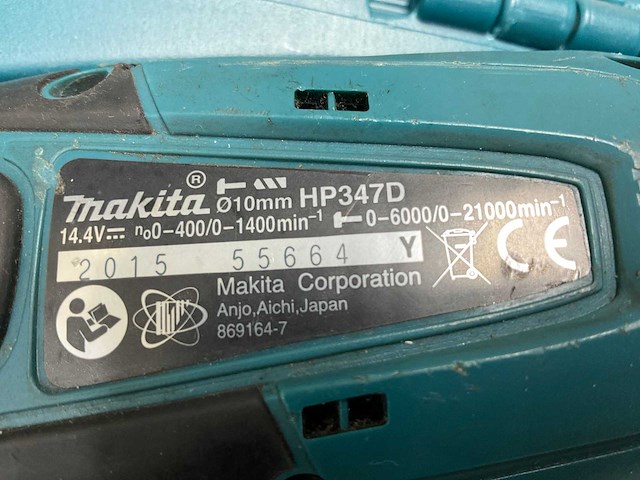 makita® Ø10mm HP347D
14.4V⎓ n₀0-400/0-1400min⁻¹ 0-6000/0-21000min⁻¹
2015 55664 Y
CE
Makita Corporation
Anjo,Aichi,Japan
869164-7